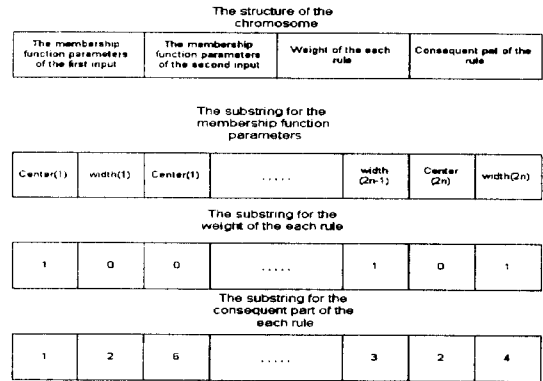 The structure of the
chromosome
The membership
function parameters
of the first input
The membership
function parameters
of the second input
Weight of the each
rule
Consequent pat of the
rule
The substring for the
membership function
parameters
Center(1)
width(1)
Center(1)
.....
width
(2n-1)
Center
(2n)
width(2n)
The substring for the
weight of the each rule
1
0
0
.....
1
0
1
The substring for the
consequent part of the
each rule
1
2
6
.....
3
2
4